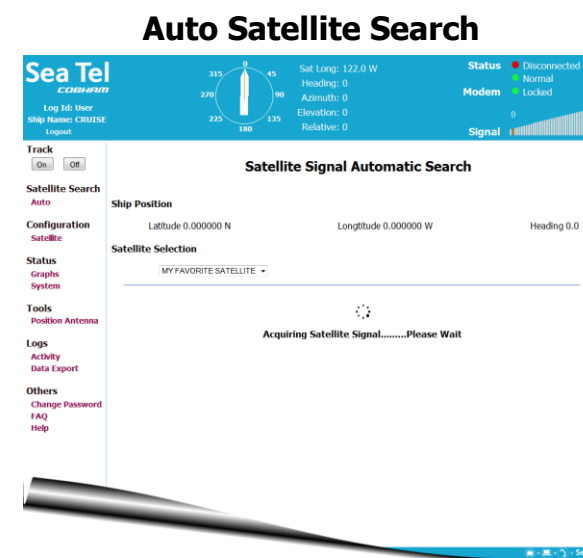 Auto Satellite Search
Sea Tel
COBHAM
Log Id: User
Ship Name: CRUISE
Logout
0
45
90
135
180
225
270
315
Sat Long: 122.0 W
Heading: 0
Azimuth: 0
Elevation: 0
Relative: 0
Status
Disconnected
Normal
Modem
Locked
0
Signal
Track
On Off
Satellite Search
Auto
Configuration
Satellite
Status
Graphs
System
Tools
Position Antenna
Logs
Activity
Data Export
Others
Change Password
FAQ
Help
Satellite Signal Automatic Search
Ship Position
Latitude 0.000000 N Longtitude 0.000000 W Heading 0.0
Satellite Selection
MY FAVORITE SATELLITE
Acquiring Satellite Signal.........Please Wait